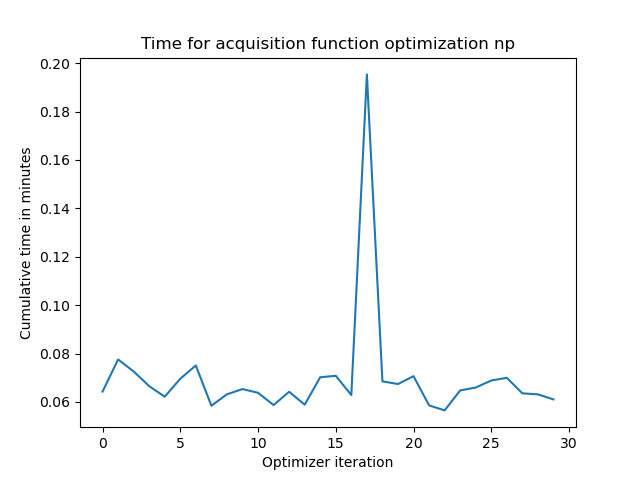 Time for acquisition function optimization np
Cumulative time in minutes
0.20
0.18
0.16
0.14
0.12
0.10
0.08
0.06
0 5 10 15 20 25 30
Optimizer iteration